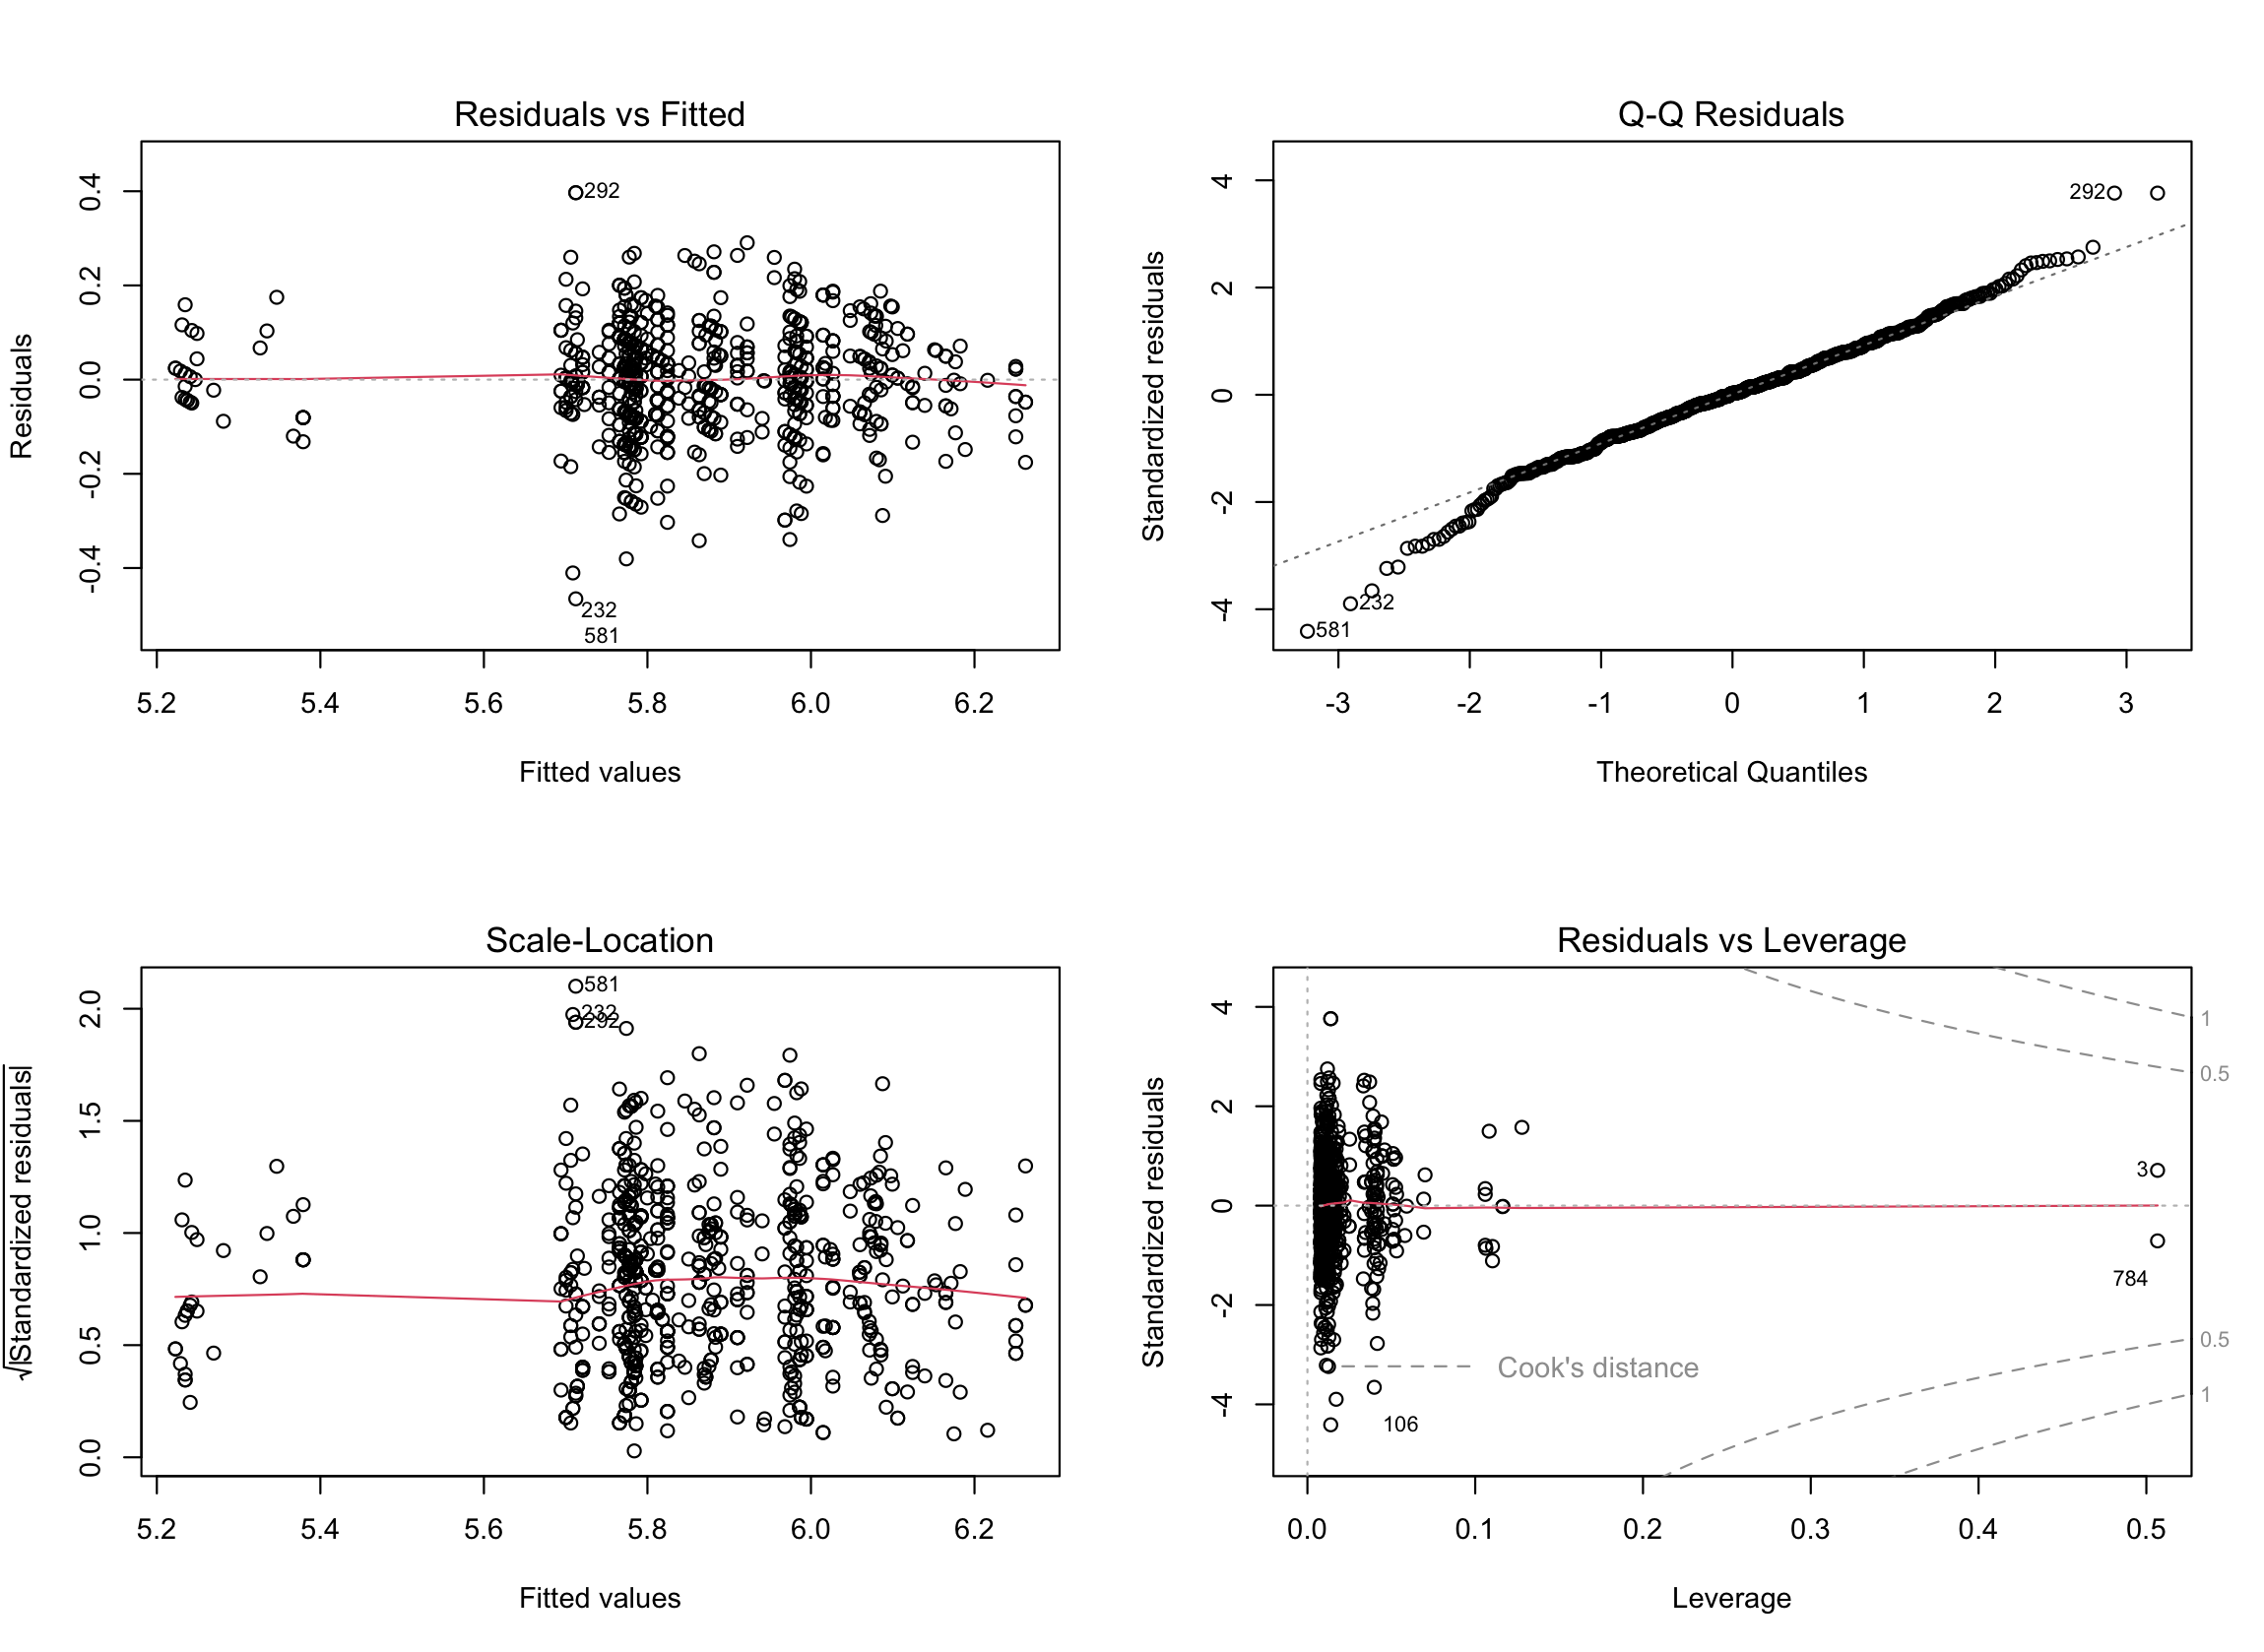 Residuals vs Fitted
Residuals
0.4
0.2
0.0
-0.2
-0.4
292
232
581
5.2 5.4 5.6 5.8 6.0 6.2
Fitted values
Q-Q Residuals
Standardized residuals
4
2
0
-2
-4
292
232
581
-3 -2 -1 0 1 2 3
Theoretical Quantiles
Scale-Location
√|Standardized residuals|
2.0
1.5
1.0
0.5
0.0
581
232
292
5.2 5.4 5.6 5.8 6.0 6.2
Fitted values
Residuals vs Leverage
Standardized residuals
4
2
0
-2
-4
1
0.5
3
784
0.5
Cook's distance
1
106
0.0 0.1 0.2 0.3 0.4 0.5
Leverage